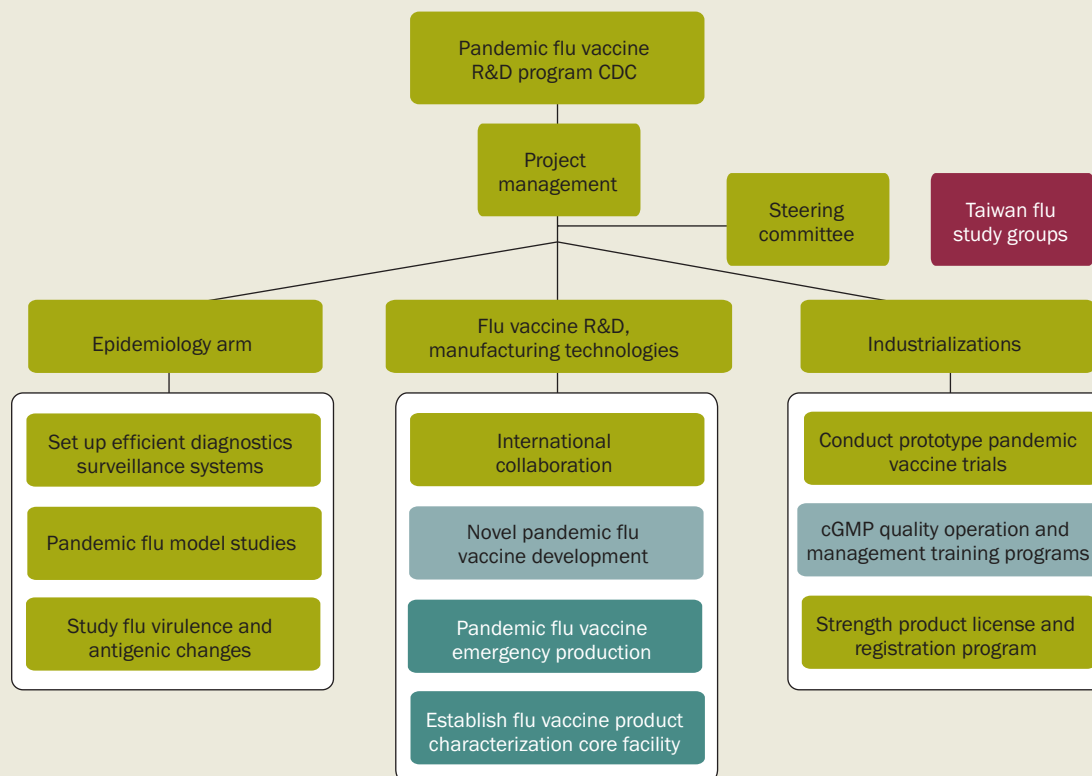 Pandemic flu vaccine
R&D program CDC
Project
management
Steering
committee
Taiwan flu
study groups
Epidemiology arm
Flu vaccine R&D,
manufacturing technologies
Industrializations
Set up efficient diagnostics
surveillance systems
Pandemic flu model studies
Study flu virulence and
antigenic changes
International
collaboration
Novel pandemic flu
vaccine development
Pandemic flu vaccine
emergency production
Establish flu vaccine product
characterization core facility
Conduct prototype pandemic
vaccine trials
cGMP quality operation and
management training programs
Strength product license and
registration program